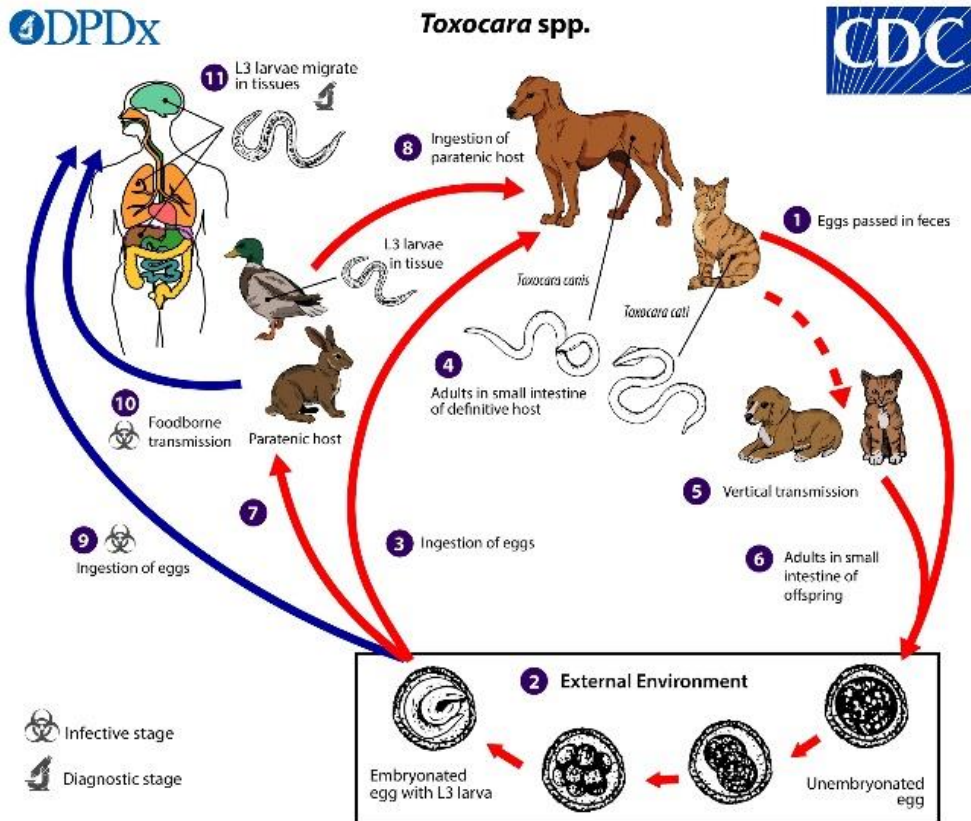 DPDx
Toxocara spp.
CDC
11 L3 larvae migrate
in tissues
8 Ingestion of
paratenic host
1 Eggs passed in feces
L3 larvae
in tissue
Toxocara canis
Toxocara cati
4
Adults in small intestine
of definitive host
10
Foodborne
transmission
Paratenic host
5 Vertical transmission
7
9
Ingestion of eggs
3 Ingestion of eggs
6 Adults in small
intestine of
offspring
2 External Environment
Infective stage
Diagnostic stage
Embryonated
egg with L3 larva
Unembryonated
egg